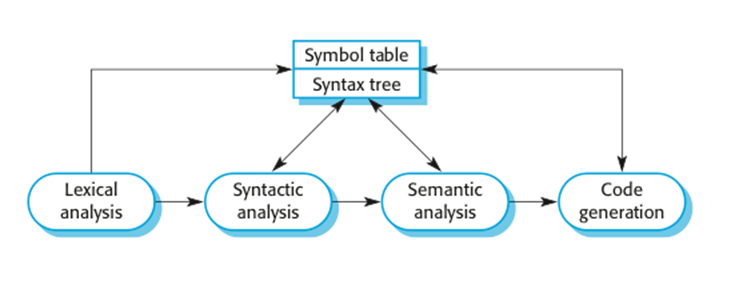 Symbol table
Syntax tree
Lexical
analysis
Syntactic
analysis
Semantic
analysis
Code
generation